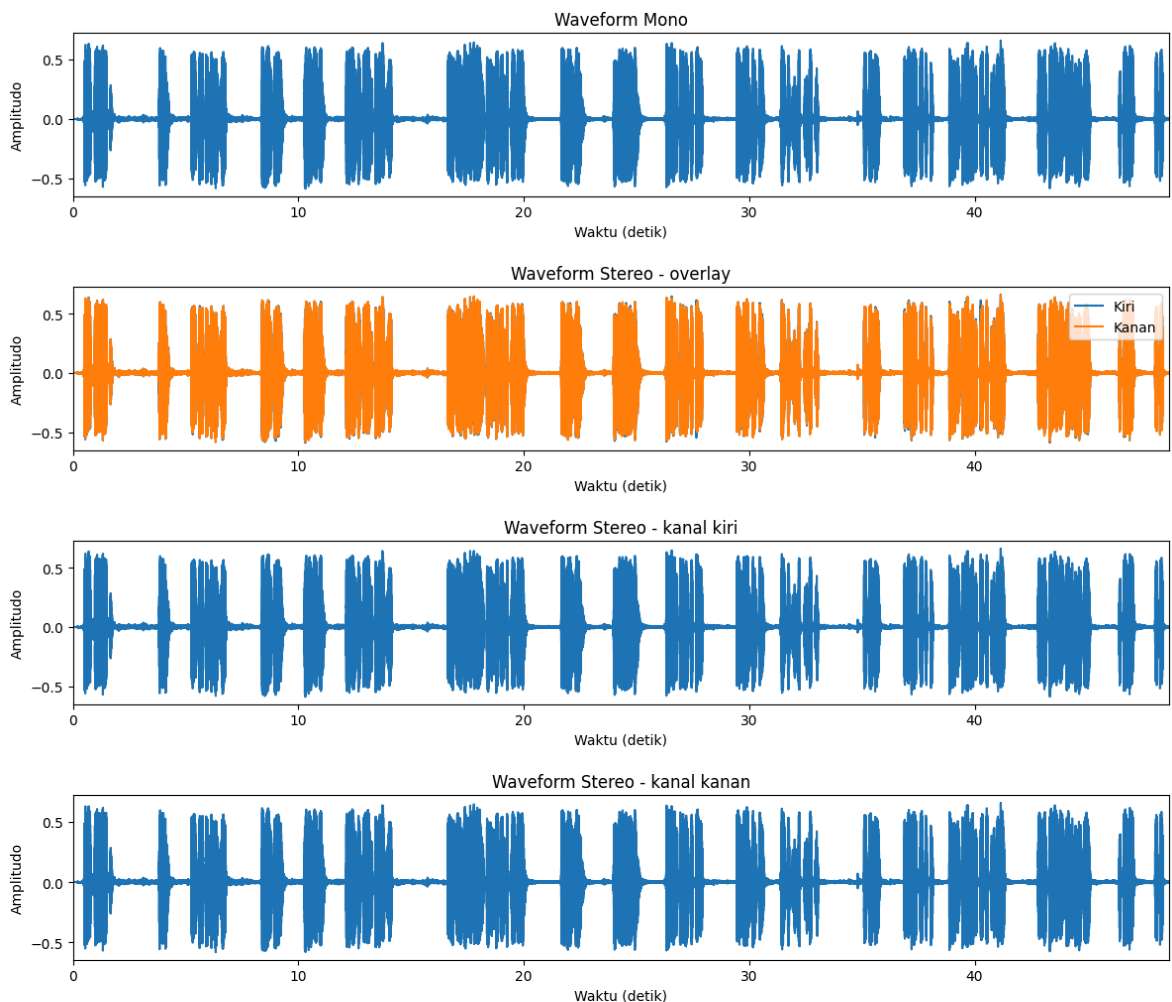 Waveform Mono
Amplitudo
0.5
0.0
−0.5
0 10 20 30 40
Waktu (detik)
Waveform Stereo - overlay
Kiri
Kanan
Amplitudo
0.5
0.0
−0.5
0 10 20 30 40
Waktu (detik)
Waveform Stereo - kanal kiri
Amplitudo
0.5
0.0
−0.5
0 10 20 30 40
Waktu (detik)
Waveform Stereo - kanal kanan
Amplitudo
0.5
0.0
−0.5
0 10 20 30 40
Waktu (detik)